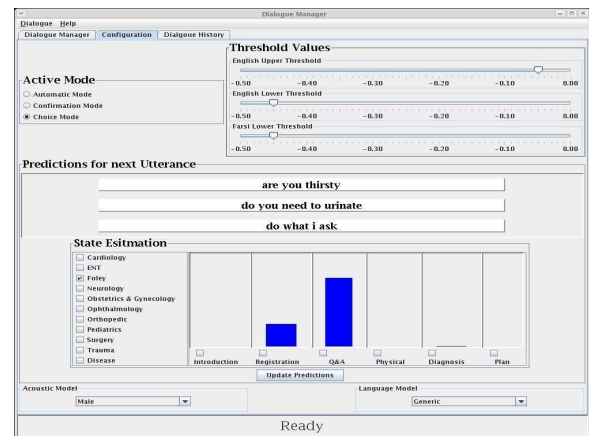 Dialogue Manager
Dialogue Help
Dialogue Manager Configuration Dialgoue History
Threshold Values
English Upper Threshold
-0.50 -0.40 -0.30 -0.20 -0.10 0.00
English Lower Threshold
-0.50 -0.40 -0.30 -0.20 -0.10 0.00
Farsi Lower Threshold
-0.50 -0.40 -0.30 -0.20 -0.10 0.00
Active Mode
Automatic Mode
Confirmation Mode
Choice Mode
Predictions for next Utterance
are you thirsty
do you need to urinate
do what i ask
State Esitmation
Cardiology
ENT
Foley
Neurology
Obstetrics & Gynecology
Ophthalmology
Orthopedic
Pediatrics
Surgery
Trauma
Disease
Introduction Registration Q&A Physical Diagnosis Plan
Update Predictions
Acoustic Model
Male
Language Model
Generic
Ready